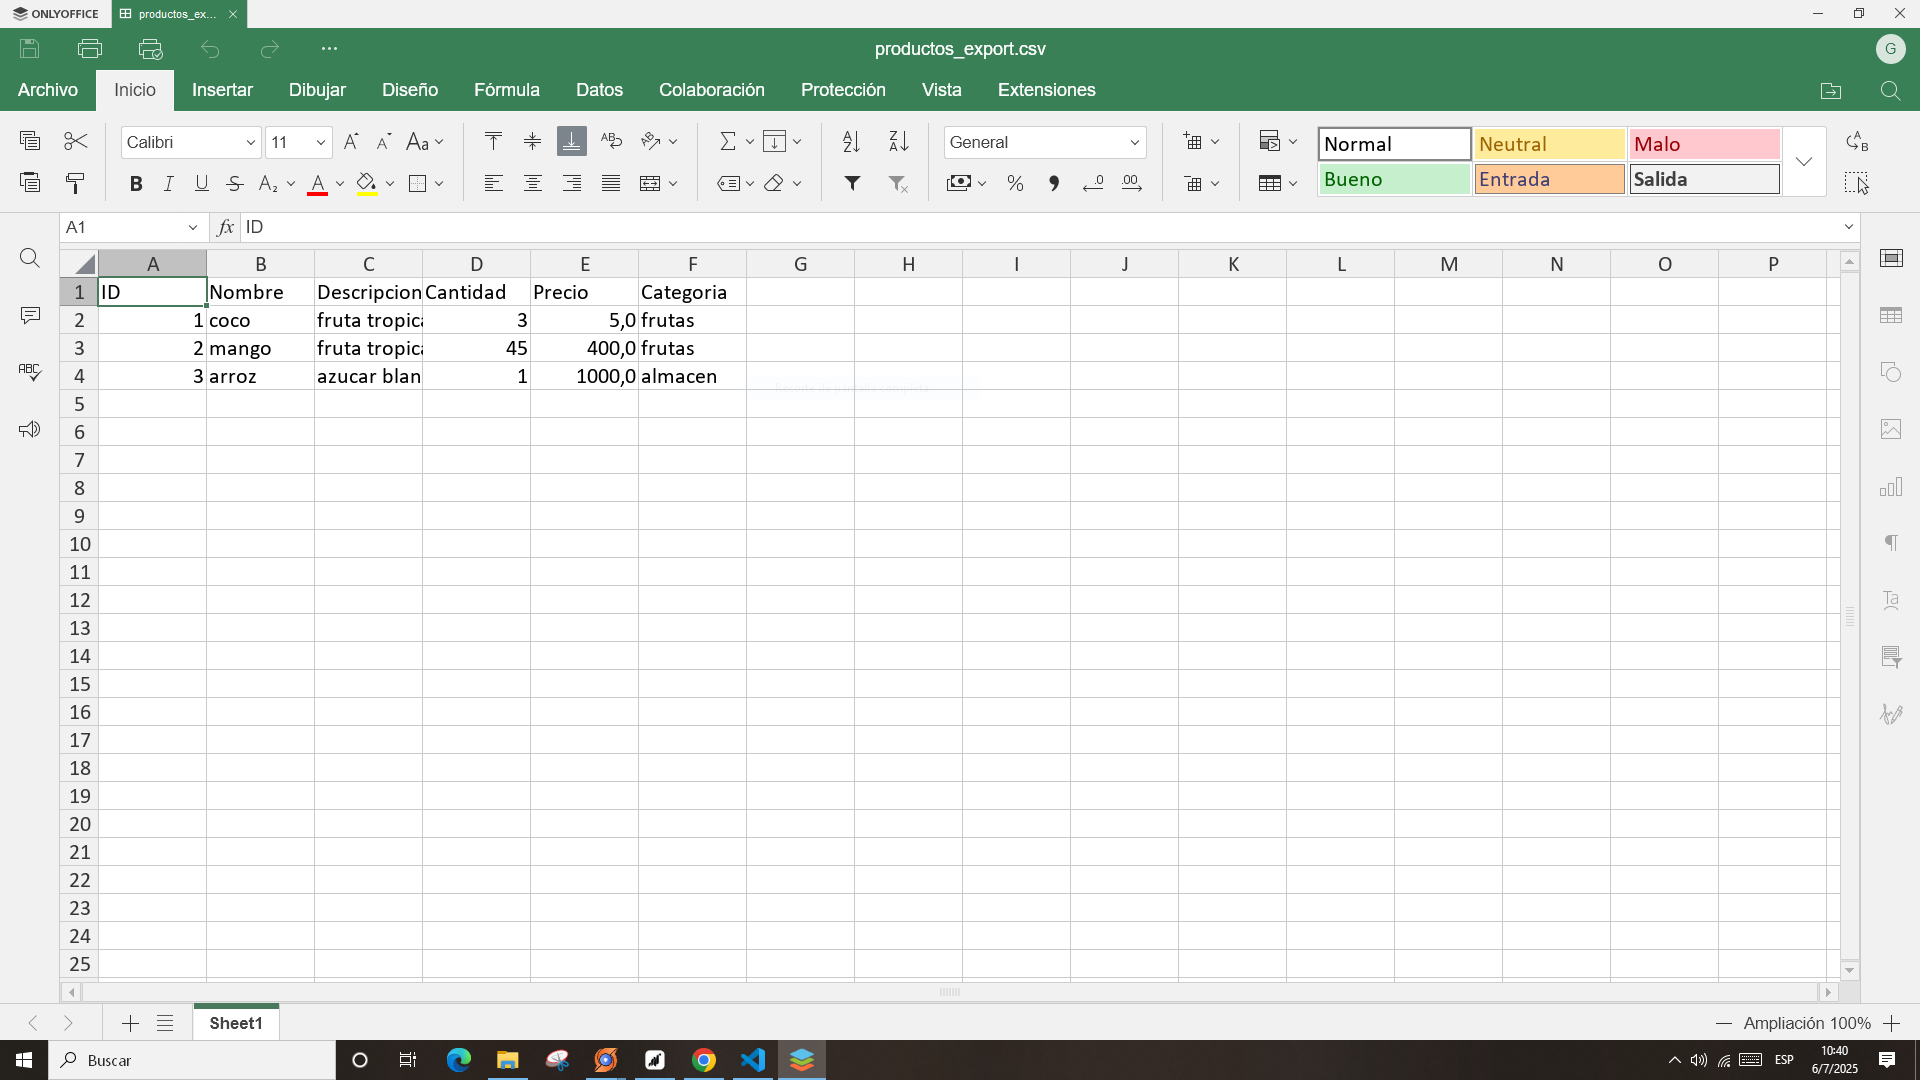 ONLYOFFICE
productos_ex...
productos_export.csv
G
Archivo Inicio Insertar Dibujar Diseño Fórmula Datos Colaboración Protección Vista Extensiones
Calibri 11 General
Normal Neutral Malo
Bueno Entrada Salida
A1 fx ID
A B C D E F G H I J K L M N O P
1 ID Nombre Descripcion Cantidad Precio Categoria
2 1 coco fruta tropica 3 5,0 frutas
3 2 mango fruta tropica 45 400,0 frutas
4 3 arroz azucar blan 1 1000,0 almacen
5
6
7
8
9
10
11
12
13
14
15
16
17
18
19
20
21
22
23
24
25
Sheet1
Ampliación 100%
Buscar
ESP
10:40
6/7/2025